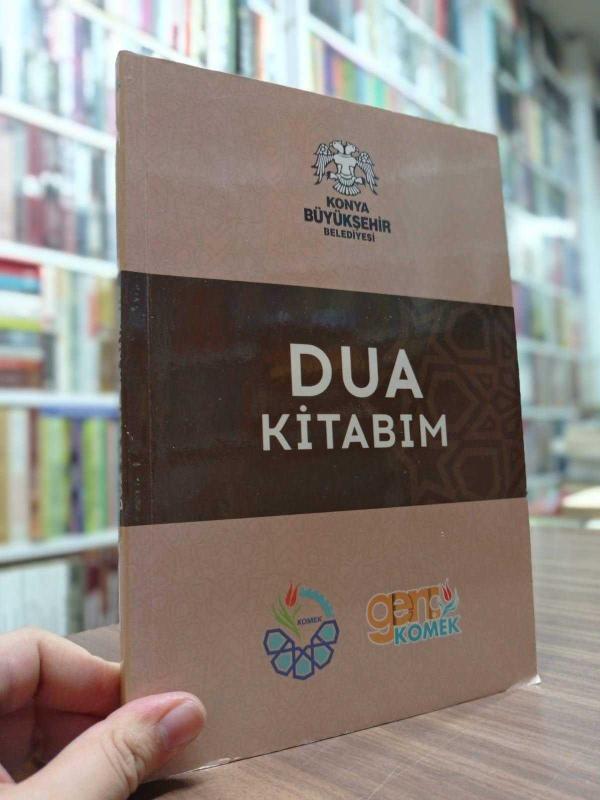 KONYA
BÜYÜKŞEHİR
BELEDİYESİ
DUA
KİTABIM
KOMEK
genç
KOMEK